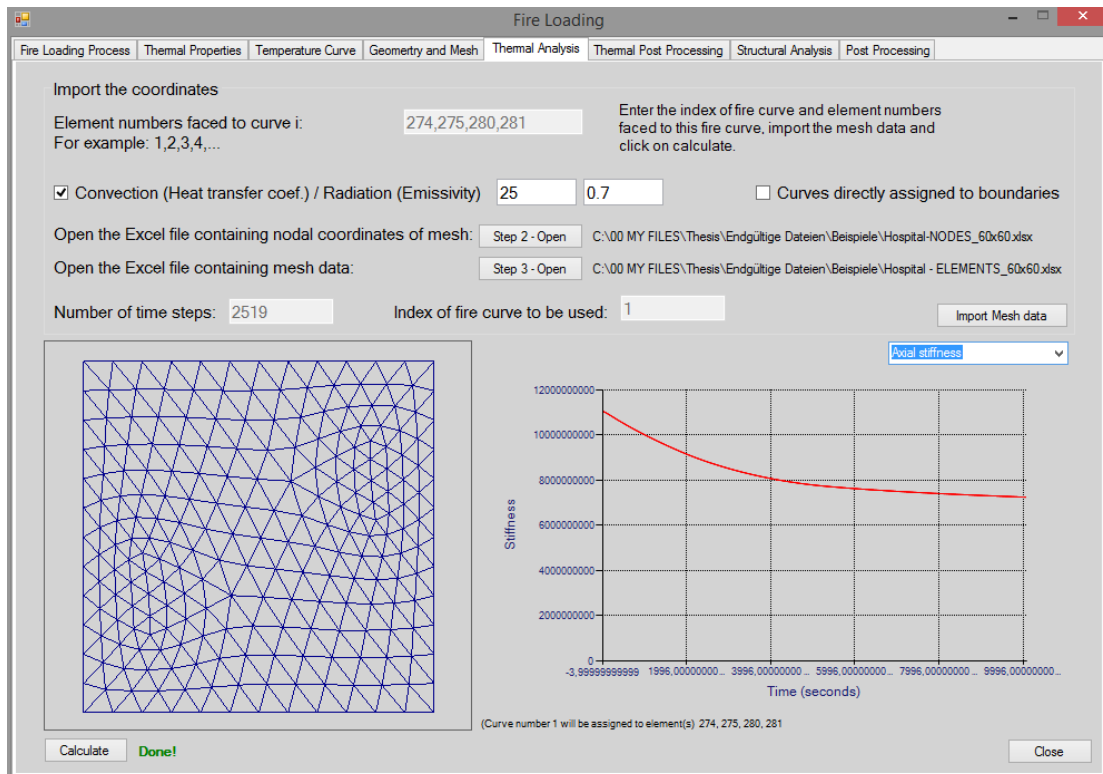 Fire Loading
Fire Loading Process Thermal Properties Temperature Curve Geomertry and Mesh Thermal Analysis Thermal Post Processing Structural Analysis Post Processing
Import the coordinates
Element numbers faced to curve i:
For example: 1,2,3,4,...
274,275,280,281
Enter the index of fire curve and element numbers
faced to this fire curve, import the mesh data and
click on calculate.
Convection (Heat transfer coef.) / Radiation (Emissivity) 25 0.7 Curves directly assigned to boundaries
Open the Excel file containing nodal coordinates of mesh: Step 2 - Open C:\00 MY FILES\Thesis\Endgültige Dateien\Beispiele\Hospital-NODES_60x60.xlsx
Open the Excel file containing mesh data: Step 3 - Open C:\00 MY FILES\Thesis\Endgültige Dateien\Beispiele\Hospital - ELEMENTS_60x60.xlsx
Number of time steps: 2519 Index of fire curve to be used: 1 Import Mesh data
Axial stiffness
12000000000
10000000000
8000000000
6000000000
4000000000
2000000000
0
Stiffness
-3,99999999999 1996,00000000... 3996,00000000... 5996,00000000... 7996,00000000... 9996,00000000...
Time (seconds)
(Curve number 1 will be assigned to element(s) 274, 275, 280, 281
Calculate Done! Close